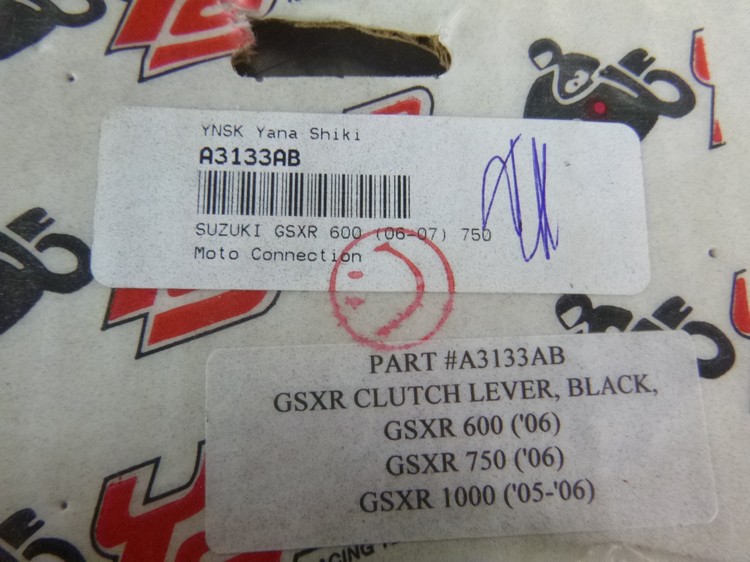 YNSK Yana Shiki
A3133AB
SUZUKI GSXR 600 (06-07) 750
Moto Connection
PART #A3133AB
GSXR CLUTCH LEVER, BLACK,
GSXR 600 ('06)
GSXR 750 ('06)
GSXR 1000 ('05-'06)